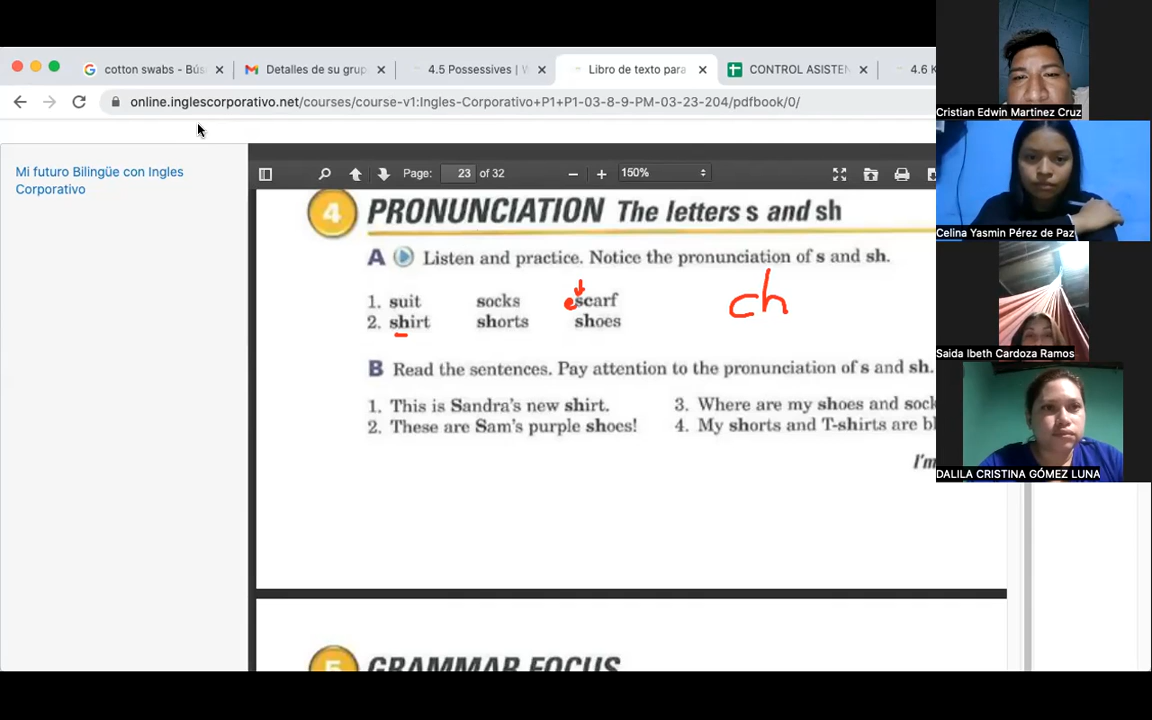 cotton swabs - Bús
Detalles de su grup
4.5 Possessives | W
Libro de texto para
CONTROL ASISTEN
4.6 K
online.inglescorporativo.net/courses/course-v1:Ingles-Corporativo+P1+P1-03-8-9-PM-03-23-204/pdfbook/0/
Mi futuro Bilingüe con Ingles
Corporativo
Page: 23 of 32
150%
4 PRONUNCIATION The letters s and sh
A Listen and practice. Notice the pronunciation of s and sh.
1. suit socks escarf
2. shirt shorts shoes
ch
B Read the sentences. Pay attention to the pronunciation of s and sh.
1. This is Sandra's new shirt.
2. These are Sam's purple shoes!
3. Where are my shoes and sock
4. My shorts and T-shirts are bl
I'm
5 GRAMMAR FOCUS
Cristian Edwin Martinez Cruz
Celina Yasmin Pérez de Paz
Saida Ibeth Cardoza Ramos
DALILA CRISTINA GÓMEZ LUNA